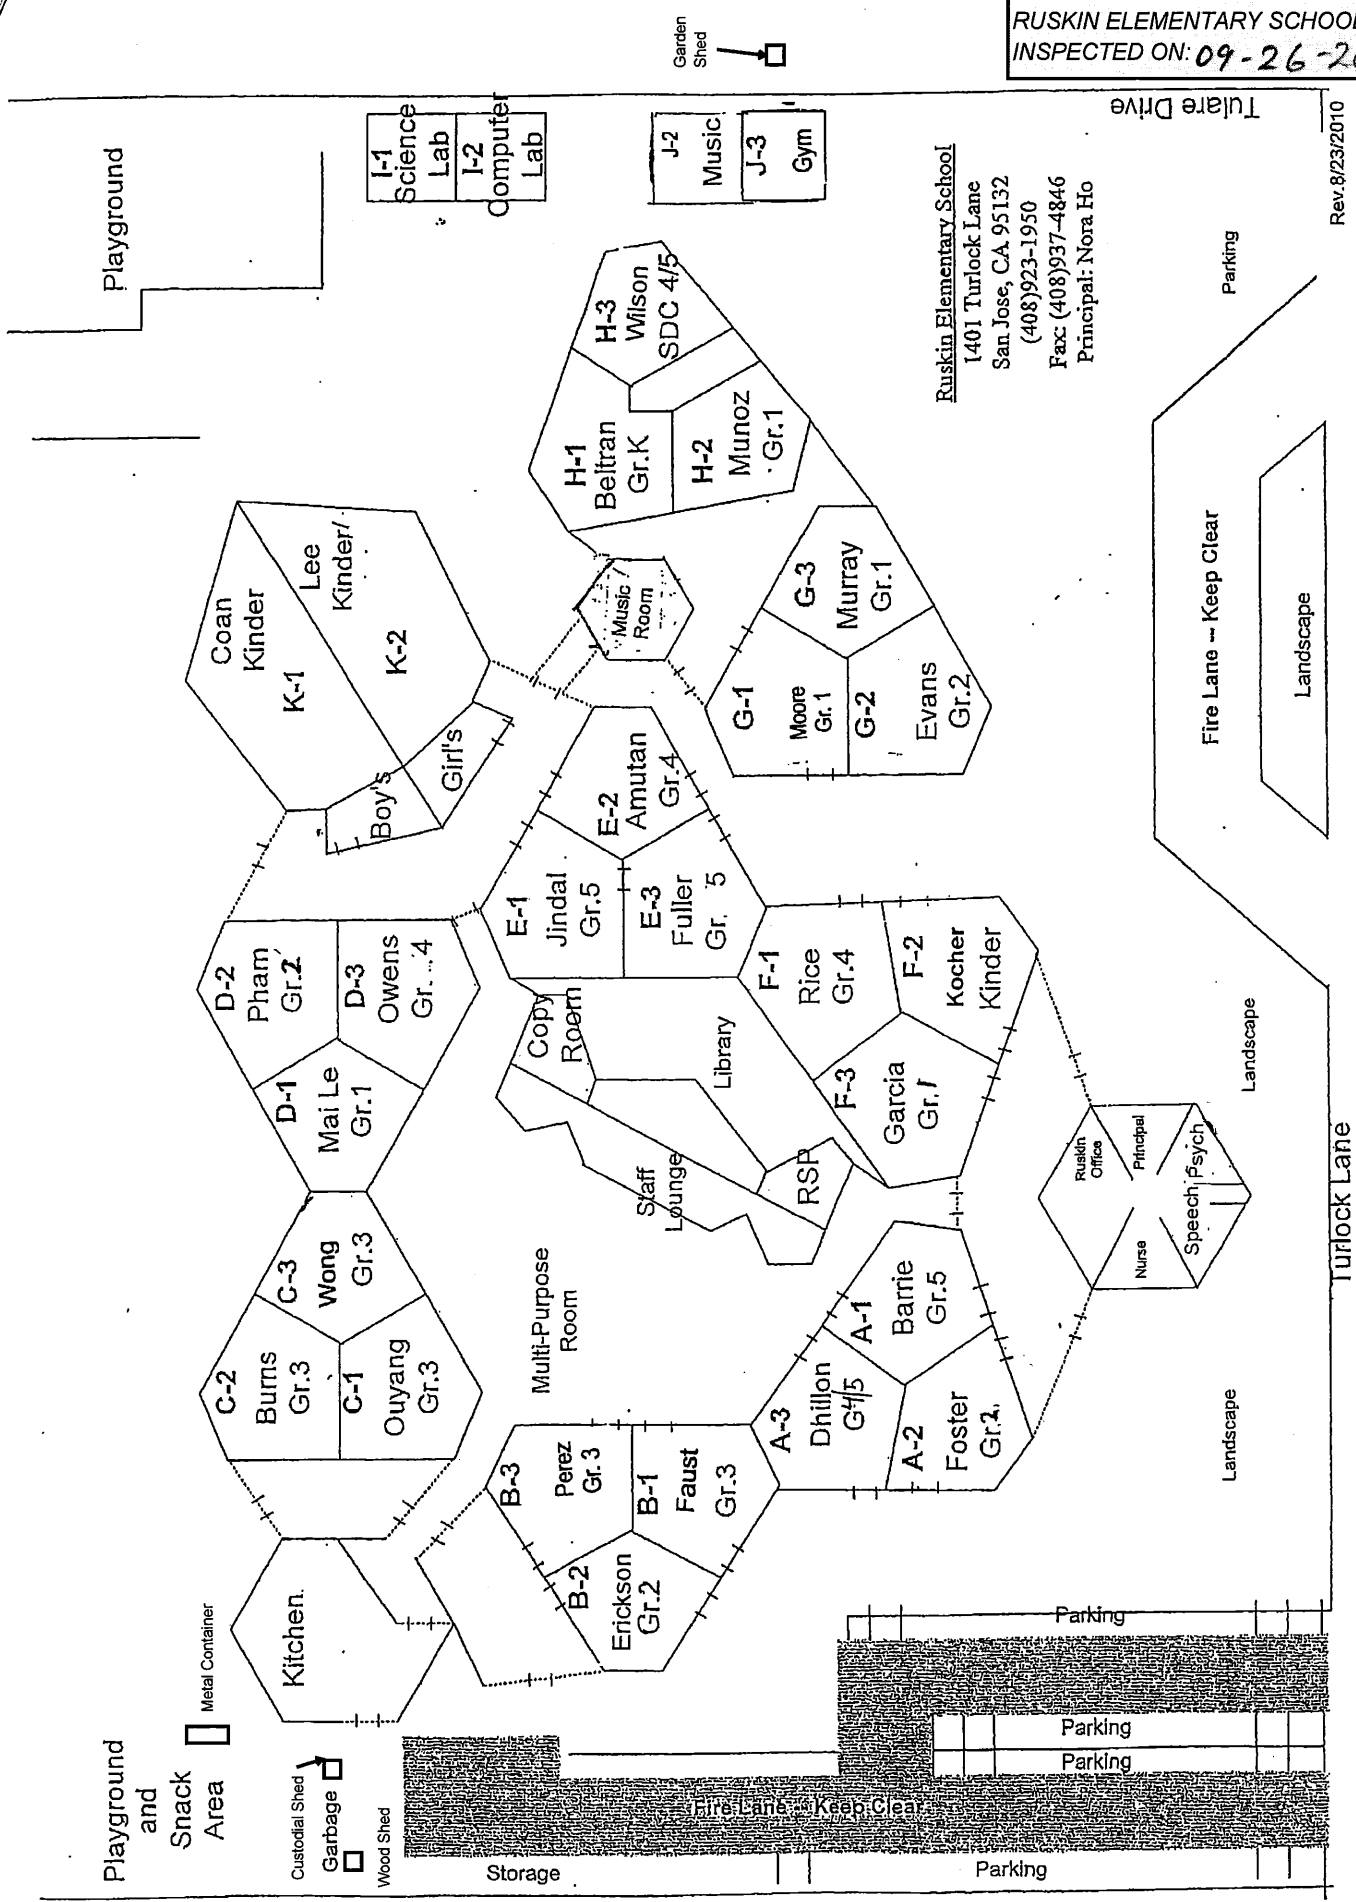 RUSKIN ELEMENTARY SCHOOL
INSPECTED ON: 09-26-20
Garden
Shed
Tulare Drive
Playground
I-1
Science
Lab
I-2
Computer
Lab
J-2
Music
J-3
Gym
Ruskin Elementary School
1401 Turlock Lane
San Jose, CA 95132
(408)923-1950
Fax: (408)937-4846
Principal: Nora Ho
Rev.8/23/2010
Parking
H-3
Wilson
SDC 4/5
H-1
Beltran
Gr.K
H-2
Munoz
Gr.1
Coan
Kinder
K-1
Lee
Kinder/
K-2
Boy's
Girl's
Music
Room
G-3
Murray
Gr.1
G-1
Moore
Gr.1
G-2
Evans
Gr.2
Fire Lane -- Keep Clear
Landscape
D-2
Pham
Gr.2
D-3
Owens
Gr. 4
D-1
Mai Le
Gr.1
E-2
Amutan
Gr.4
E-1
Jindal
Gr.5
E-3
Fuller
Gr. 5
Copy
Room
Library
Staff
Lounge
RSP
F-1
Rice
Gr.4
F-2
Kocher
Kinder
F-3
Garcia
Gr.1
Ruskin
Office
Principal
Nurse
Speech
Psych
Landscape
Landscape
Turlock Lane
C-3
Wong
Gr.3
C-2
Burns
Gr.3
C-1
Ouyang
Gr.3
Multi-Purpose
Room
A-1
Barrie
Gr.5
A-3
Dhillon
G4/5
A-2
Foster
Gr.2
B-3
Perez
Gr. 3
B-1
Faust
Gr.3
B-2
Erickson
Gr.2
Kitchen
Metal Container
Playground
and
Snack
Area
Custodial Shed
Garbage
Wood Shed
Fire Lane - Keep Clear
Storage
Parking
Parking
Parking
Parking